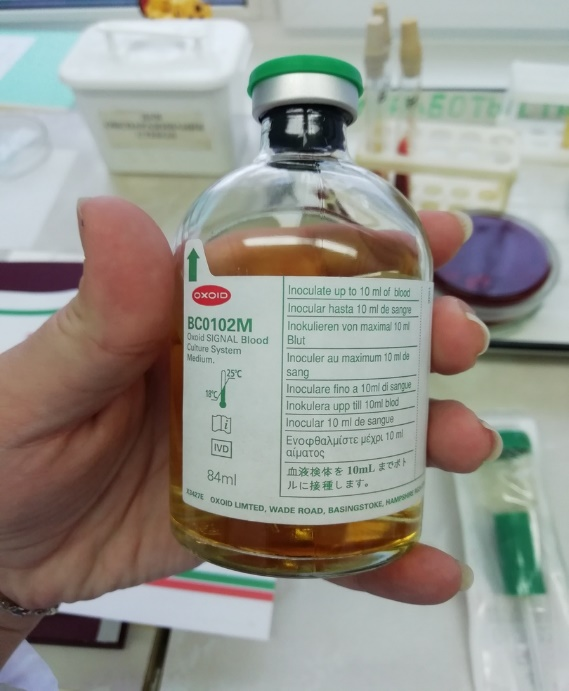 OXOID
BC0102M
Oxoid SIGNAL Blood
Culture System
Medium.
25°C
18°C
i
IVD
84ml
Inoculate up to 10 ml of blood
Inocular hasta 10 ml de sangre
Inokulieren von maximal 10 ml
Blut
Inoculer au maximum 10 ml de
sang
Inoculare fino a 10ml di sangue
Inokulera upp till 10ml blod
Inocular 10 ml de sangue
Ενοφθαλμίστε μέχρι 10 ml
αίματος
血液検体を 10mL までボト
ルに接種します。
OXOID LIMTED, WADE ROAD, BASINGSTOKE,